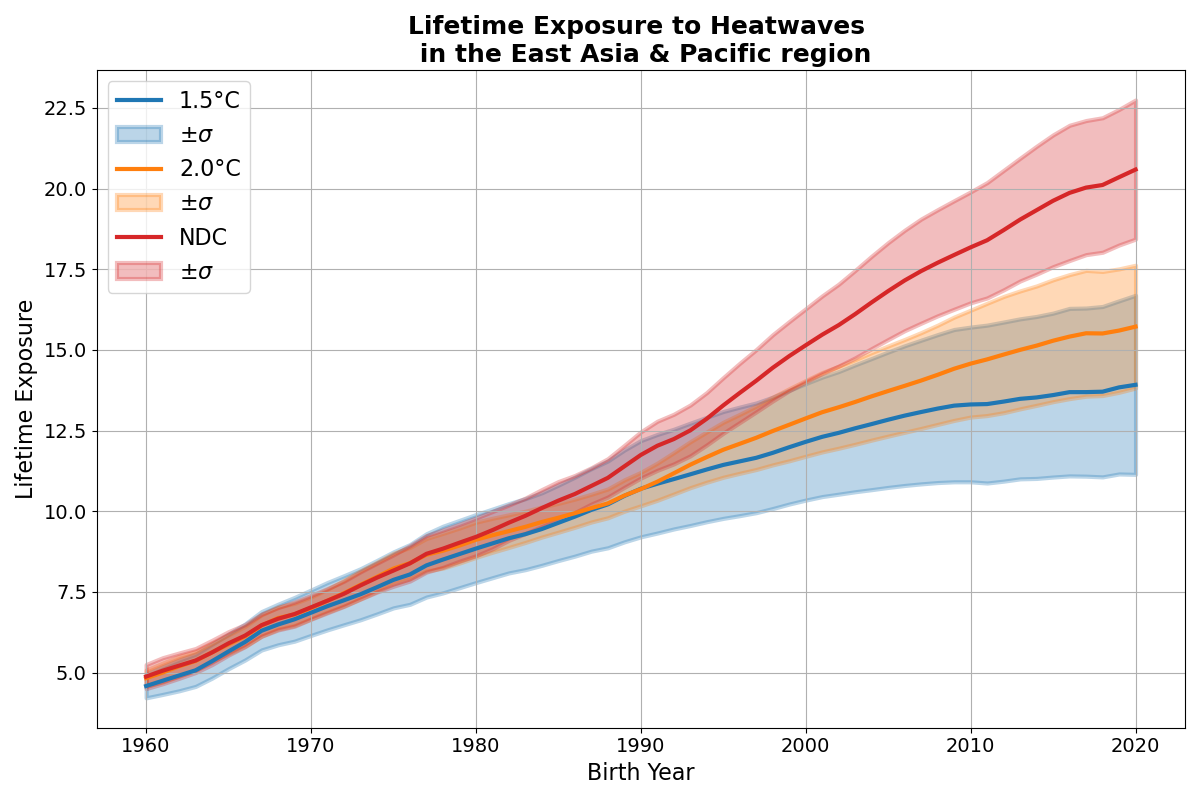 Lifetime Exposure to Heatwaves
in the East Asia & Pacific region
1.5°C
±σ
2.0°C
±σ
NDC
±σ
Lifetime Exposure
22.5
20.0
17.5
15.0
12.5
10.0
7.5
5.0
1960 1970 1980 1990 2000 2010 2020
Birth Year